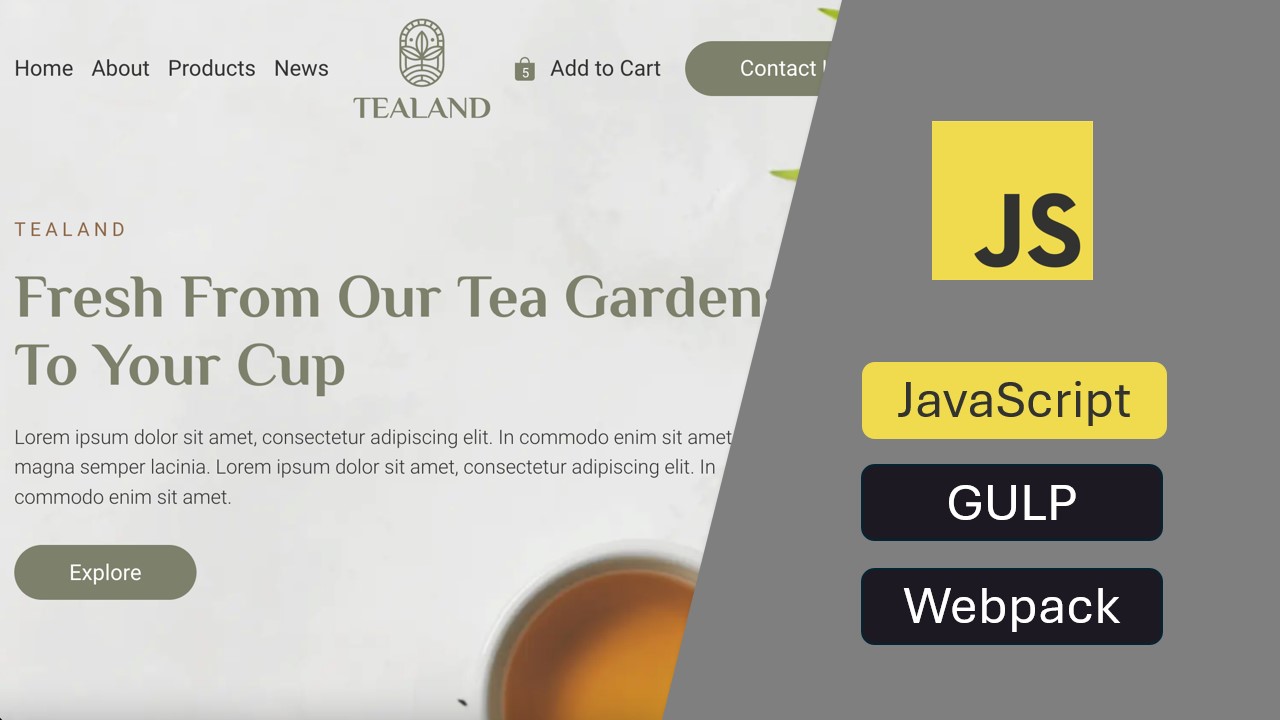 Home About Products News
TEALAND
5 Add to Cart
Contact
TEALAND
Fresh From Our Tea Gardens
To Your Cup
Lorem ipsum dolor sit amet, consectetur adipiscing elit. In commodo enim sit amet
magna semper lacinia. Lorem ipsum dolor sit amet, consectetur adipiscing elit. In
commodo enim sit amet.
Explore
JS
JavaScript
GULP
Webpack